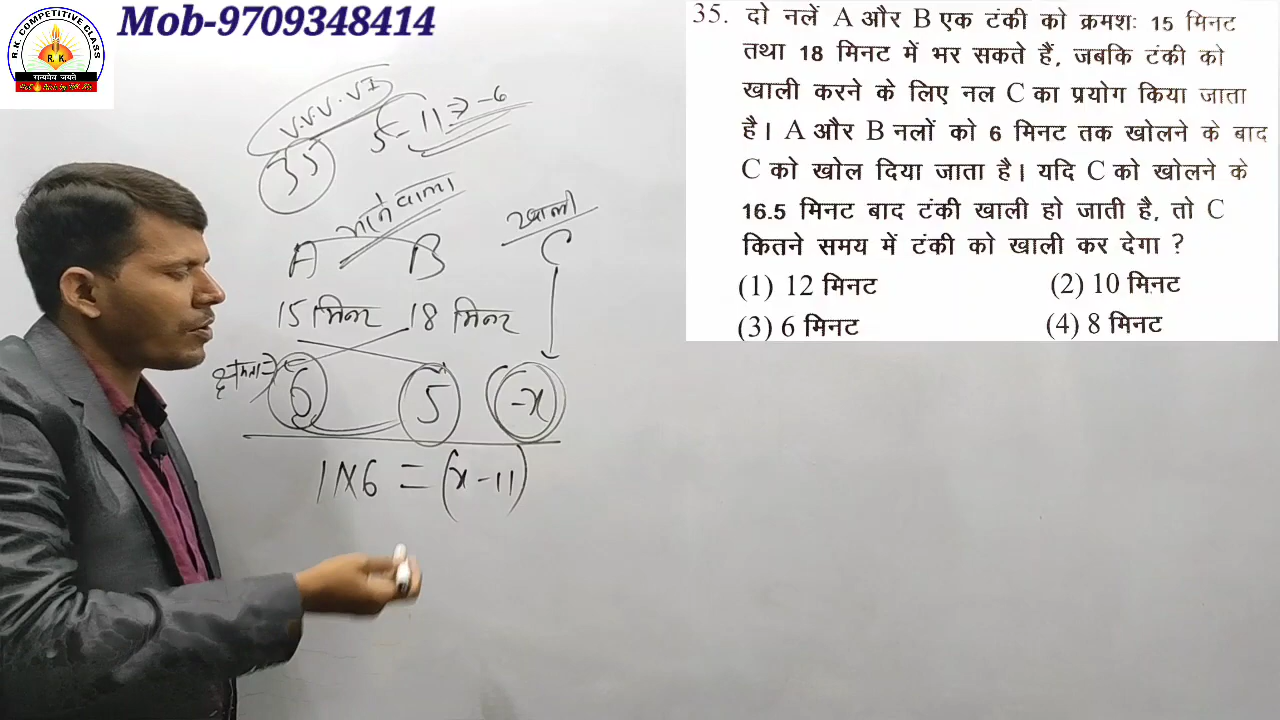 Mob-9709348414
R.K.COMPETITIVE CLASS
R.K.
सत्यमेव जयते
35. दो नलें A और B एक टंकी को क्रमशः 15 मिनट
तथा 18 मिनट में भर सकते हैं, जबकि टंकी को
खाली करने के लिए नल C का प्रयोग किया जाता
है। A और B नलों को 6 मिनट तक खोलने के बाद
C को खोल दिया जाता है। यदि C को खोलने के
16.5 मिनट बाद टंकी खाली हो जाती है, तो C
कितने समय में टंकी को खाली कर देगा ?
(1) 12 मिनट (2) 10 मिनट
(3) 6 मिनट (4) 8 मिनट
V.V.V.VI
35
5 = 11 => -6
वाला
खाली
A B C
15 मिनट 18 मिनट
क्षमता =) 6 5 -x
11x6 = (x-11)